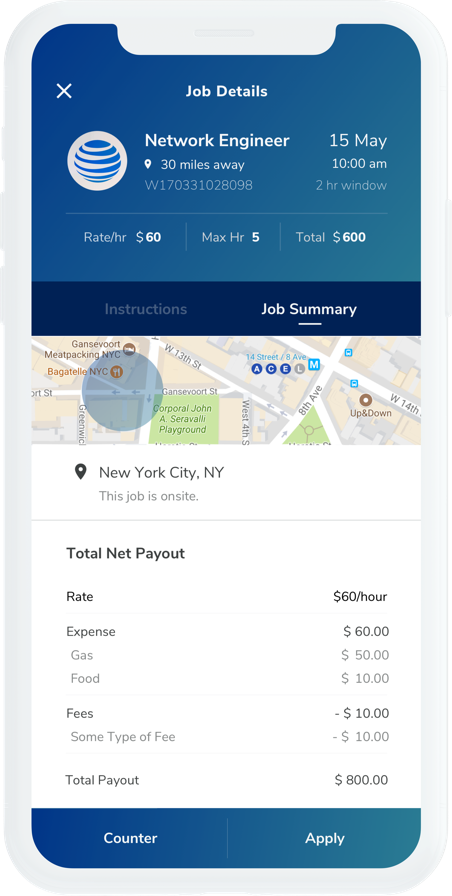 Job Details
Network Engineer
15 May
30 miles away
10:00 am
W170331028098
2 hr window
Rate/hr $60
Max Hr 5
Total $600
Instructions
Job Summary
Gansevoort
Meatpacking NYC
W 13th St
14 Street / 8 Ave
A C E L M
Bagatelle NYC
W 14th St
Gansevoort St
8th Ave
Corporal John
A. Seravalli
Playground
West 4th S
Greenwic
Up&Down
New York City, NY
This job is onsite.
Total Net Payout
Rate $60/hour
Expense $ 60.00
Gas $ 50.00
Food $ 10.00
Fees - $ 10.00
Some Type of Fee - $ 10.00
Total Payout $ 800.00
Counter
Apply